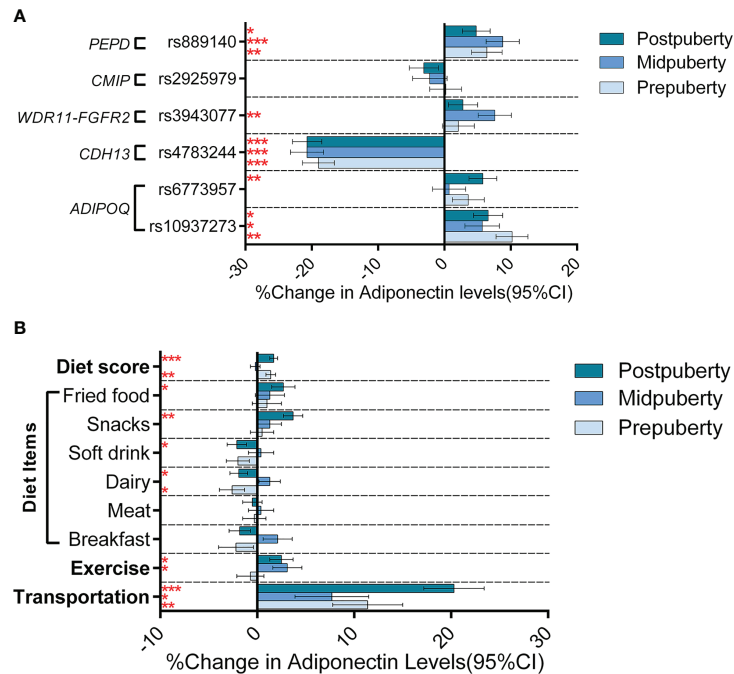 A
PEPD rs889140 * *** **
CMIP rs2925979
WDR11-FGFR2 rs3943077 **
CDH13 rs4783244 *** *** ***
ADIPOQ
rs6773957 **
rs10937273 * * **
Postpuberty
Midpuberty
Prepuberty
-30 -20 -10 0 10 20
%Change in Adiponectin levels(95%CI)
B
Diet score *** **
Diet Items
Fried food *
Snacks **
Soft drink *
Dairy * *
Meat
Breakfast
Exercise * *
Transportation *** * **
Postpuberty
Midpuberty
Prepuberty
-10 0 10 20 30
%Change in Adiponectin Levels(95%CI)